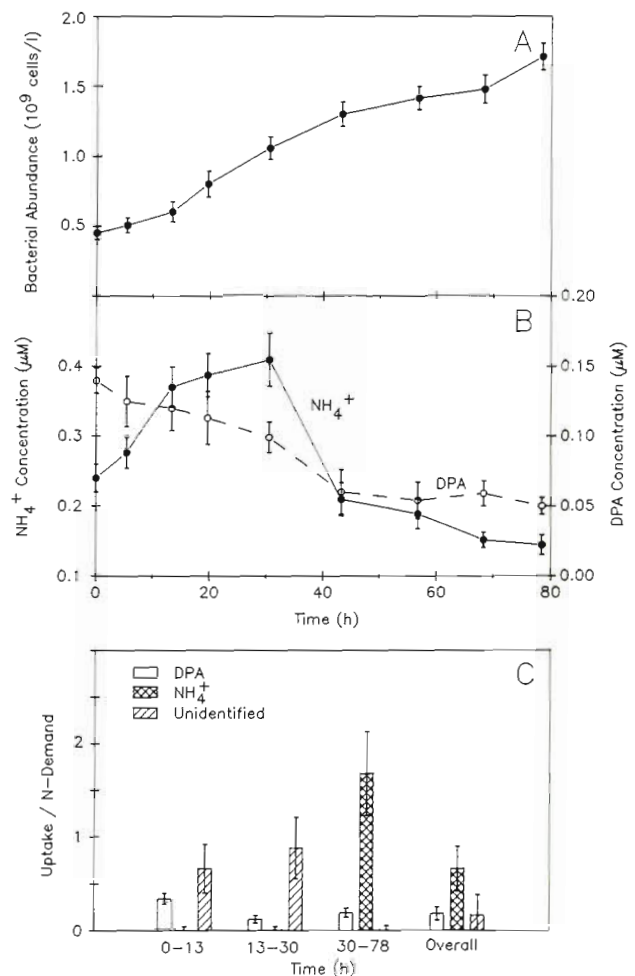 A
Bacterial Abundance (10⁹ cells/l)
2.0
1.5
1.0
0.5
B
NH₄⁺ Concentration (μM)
0.4
0.3
0.2
0.1
DPA Concentration (μM)
0.20
0.15
0.10
0.05
0.00
NH₄⁺
DPA
0 20 40 60 80
Time (h)
C
DPA
NH₄⁺
Unidentified
Uptake / N-Demand
2
1
0
0-13 13-30 30-78 Overall
Time (h)